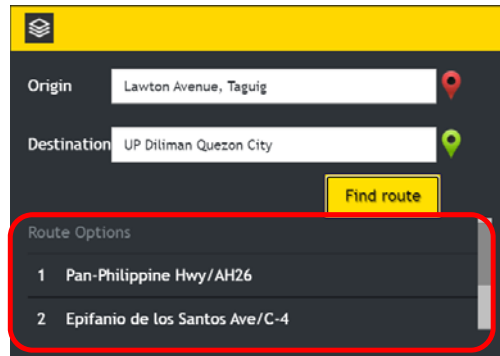 Origin Lawton Avenue, Taguig
Destination UP Diliman Quezon City
Find route
Route Options
1 Pan-Philippine Hwy/AH26
2 Epifanio de los Santos Ave/C-4